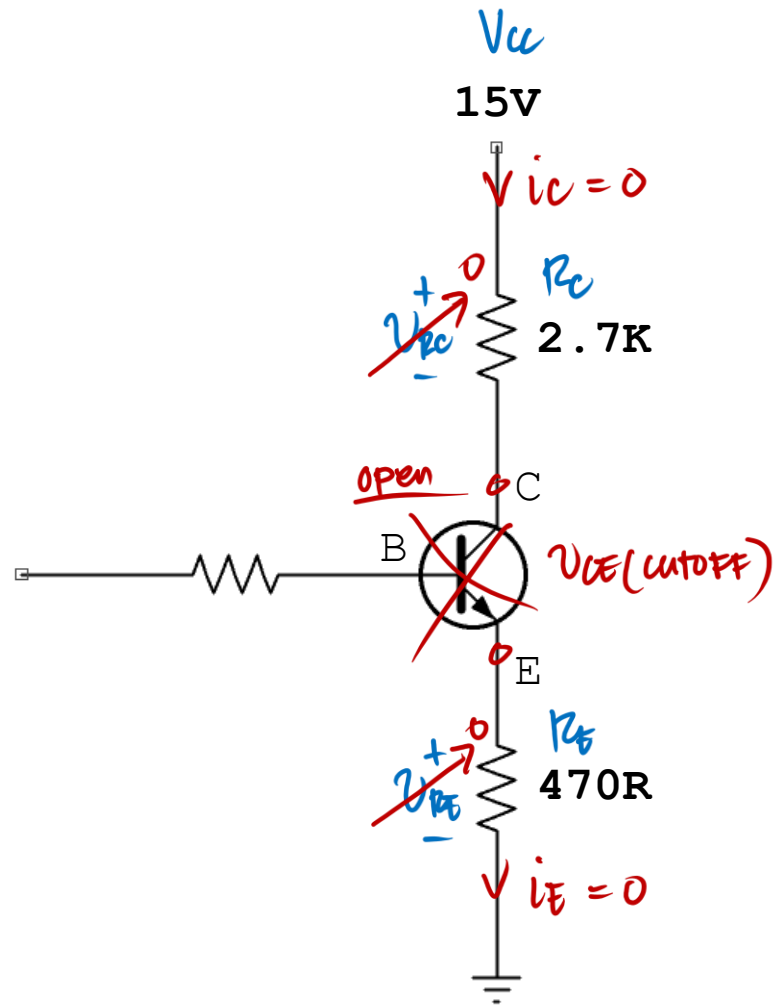 Vcc
15V
ic = 0
0
RC
+
VRC
2.7K
-
open
C
B
VCE(CUTOFF)
E
0
RE
+
VRE
470R
-
iE = 0